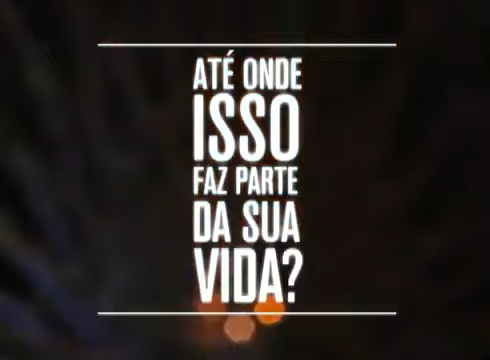 ATÉ ONDE
ISSO
FAZ PARTE
DA SUA
VIDA?